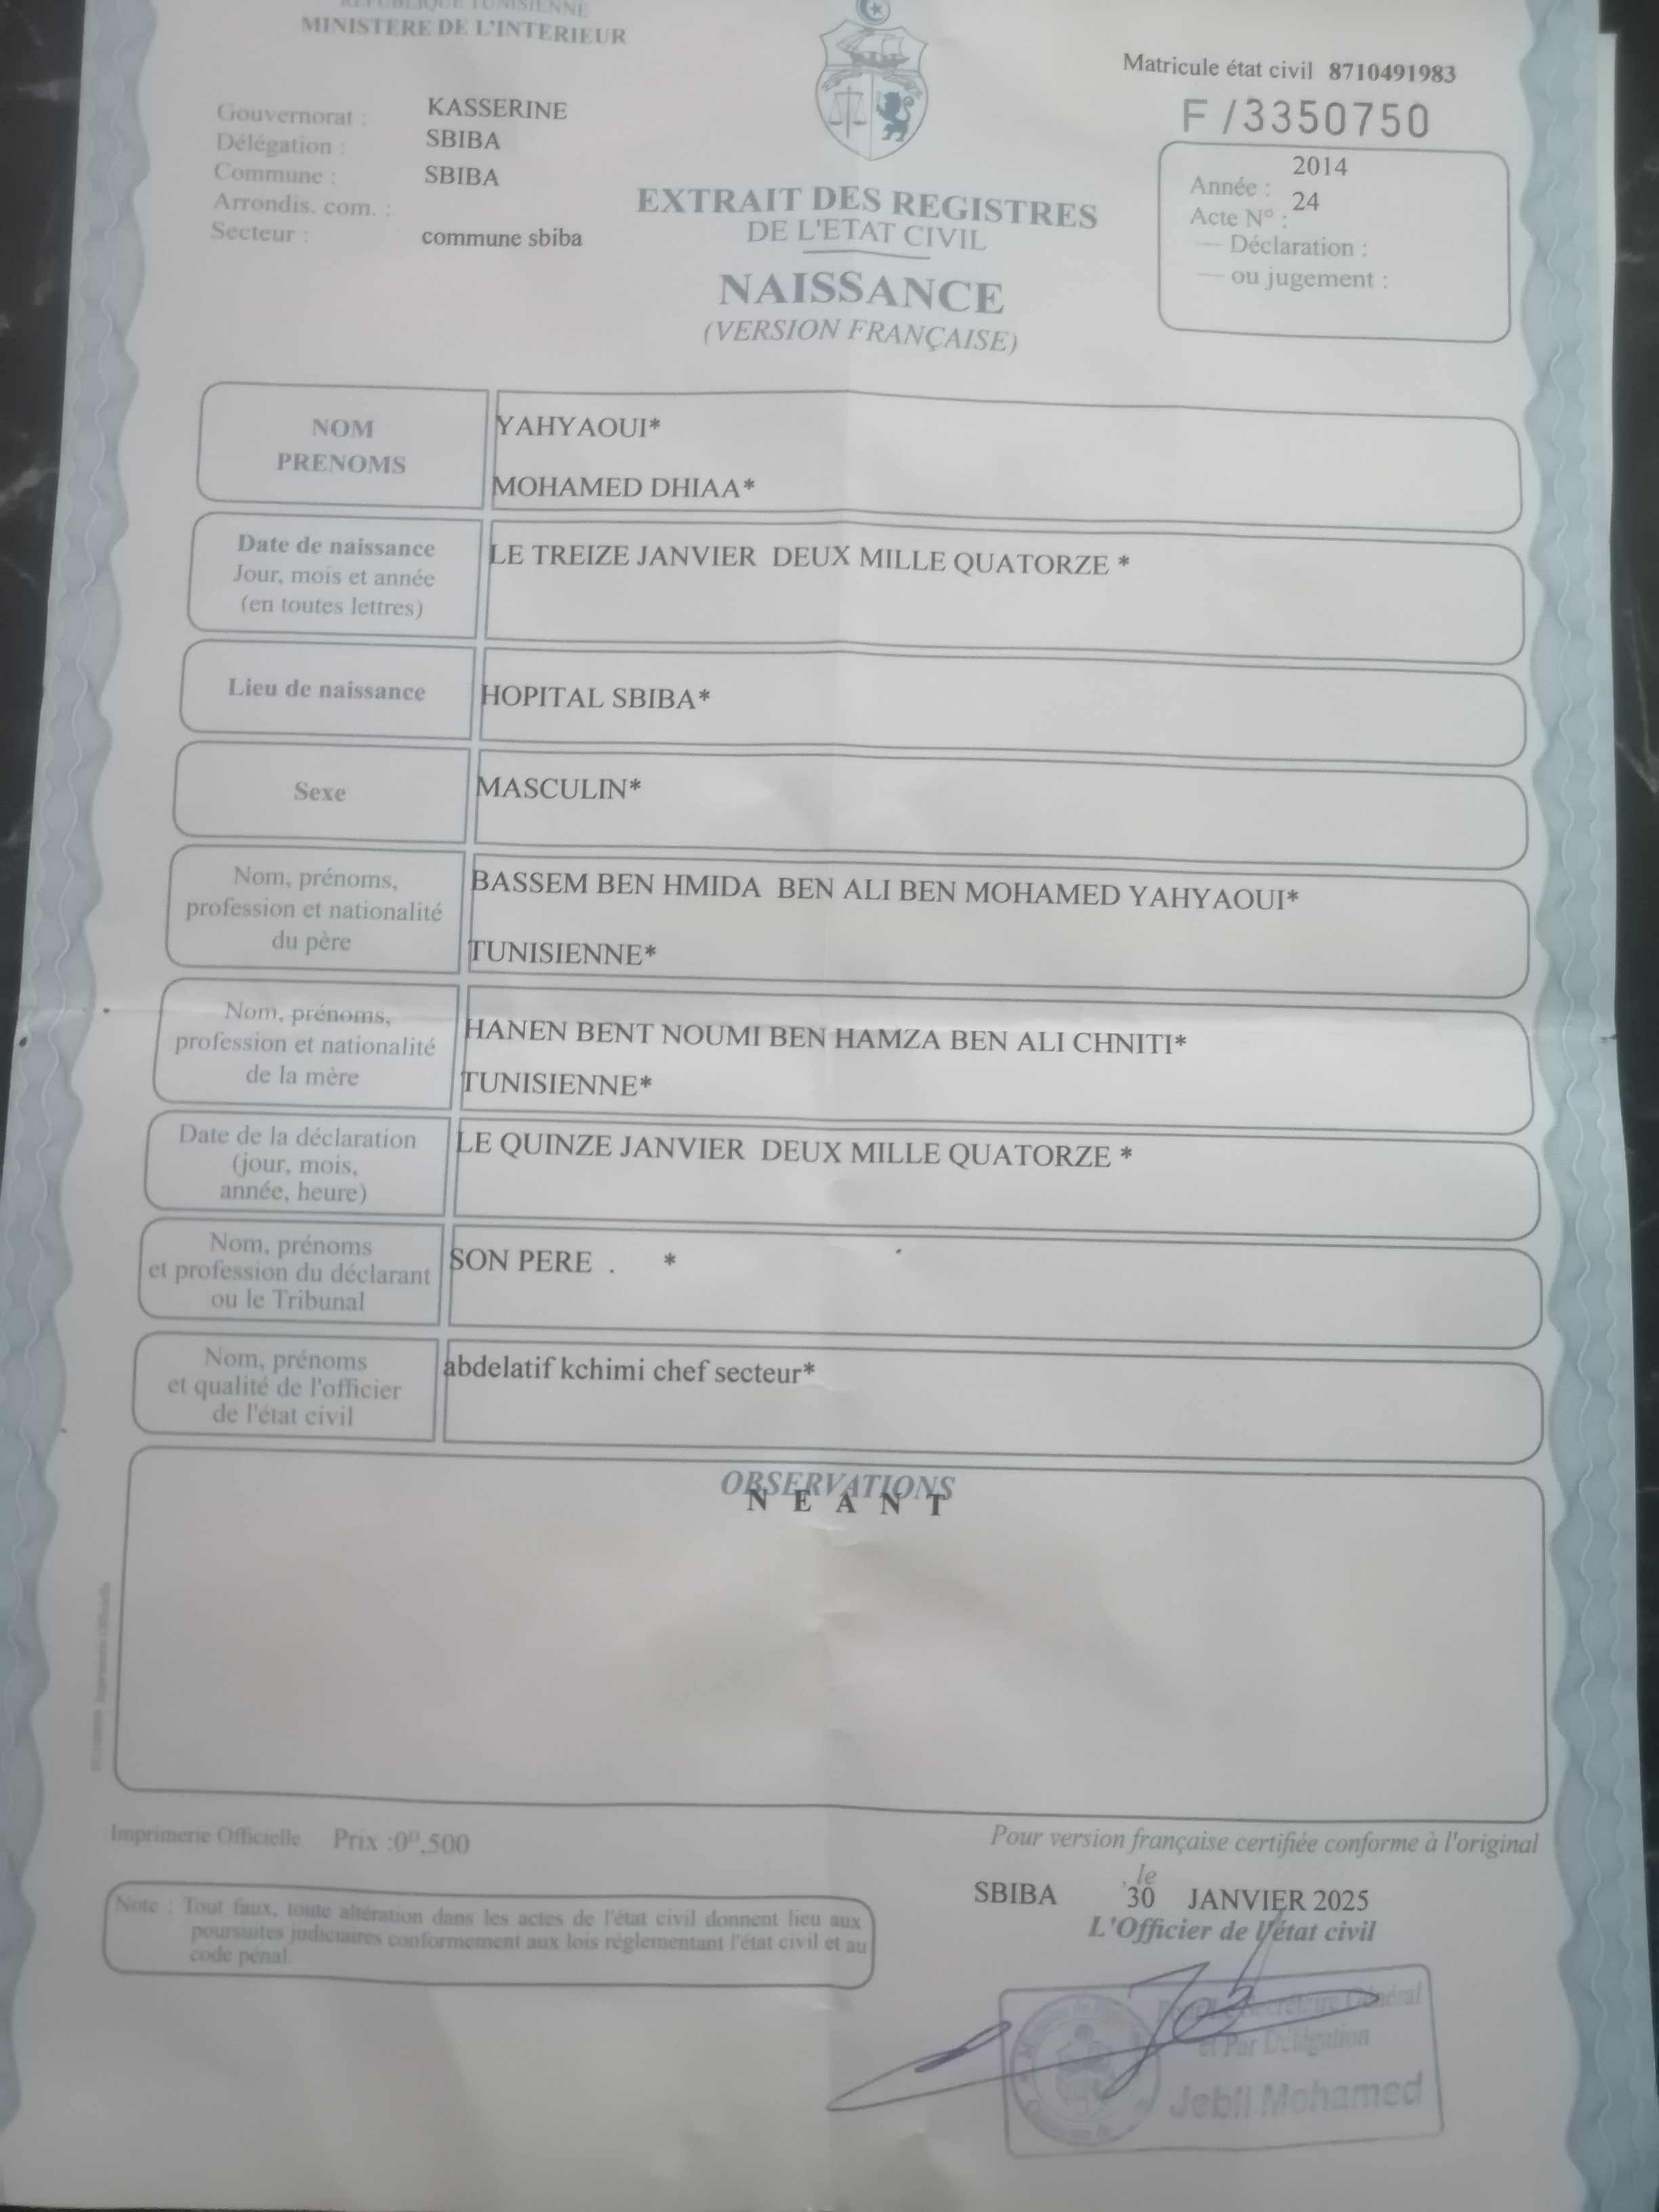 REPUBLIQUE TUNISIENNE
MINISTERE DE L'INTERIEUR
Matricule état civil 8710491983
F /3350750
Gouvernorat : KASSERINE
Délégation : SBIBA
Commune : SBIBA
Arrondis. com. :
Secteur : commune sbiba
EXTRAIT DES REGISTRES
DE L'ETAT CIVIL
NAISSANCE
(VERSION FRANÇAISE)
Année : 2014
Acte N° : 24
— Déclaration :
— ou jugement :
NOM
PRENOMS
YAHYAOUI*
MOHAMED DHIAA*
Date de naissance
Jour, mois et année
(en toutes lettres)
LE TREIZE JANVIER DEUX MILLE QUATORZE *
Lieu de naissance
HOPITAL SBIBA*
Sexe
MASCULIN*
Nom, prénoms,
profession et nationalité
du père
BASSEM BEN HMIDA BEN ALI BEN MOHAMED YAHYAOUI*
TUNISIENNE*
Nom, prénoms,
profession et nationalité
de la mère
HANEN BENT NOUMI BEN HAMZA BEN ALI CHNITI*
TUNISIENNE*
Date de la déclaration
(jour, mois,
année, heure)
LE QUINZE JANVIER DEUX MILLE QUATORZE *
Nom, prénoms
et profession du déclarant
ou le Tribunal
SON PERE . *
Nom, prénoms
et qualité de l'officier
de l'état civil
abdelatif kchimi chef secteur*
OBSERVATIONS
N E A N T
Imprimerie Officielle Prix :0ᴰ,500
Pour version française certifiée conforme à l'original
SBIBA le 30 JANVIER 2025
L'Officier de l'état civil
Note : Tout faux, toute altération dans les actes de l'état civil donnent lieu aux
poursuites judiciaires conformement aux lois réglementant l'état civil et au
code pénal.
Pour Le Secrétaire Général
et Par Délégation
Jebli Mohamed